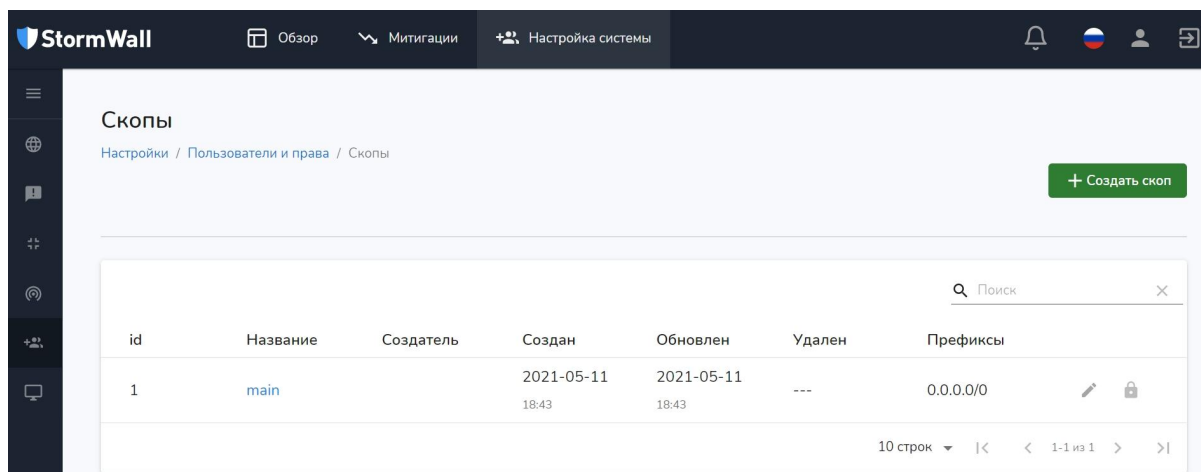 StormWall Обзор Митигации Настройка системы
Скопы
Настройки / Пользователи и права / Скопы
Создать скоп
Поиск
id Название Создатель Создан Обновлен Удален Префиксы
1 main 2021-05-11 2021-05-11 --- 0.0.0.0/0
18:43 18:43
10 строк 1-1 из 1